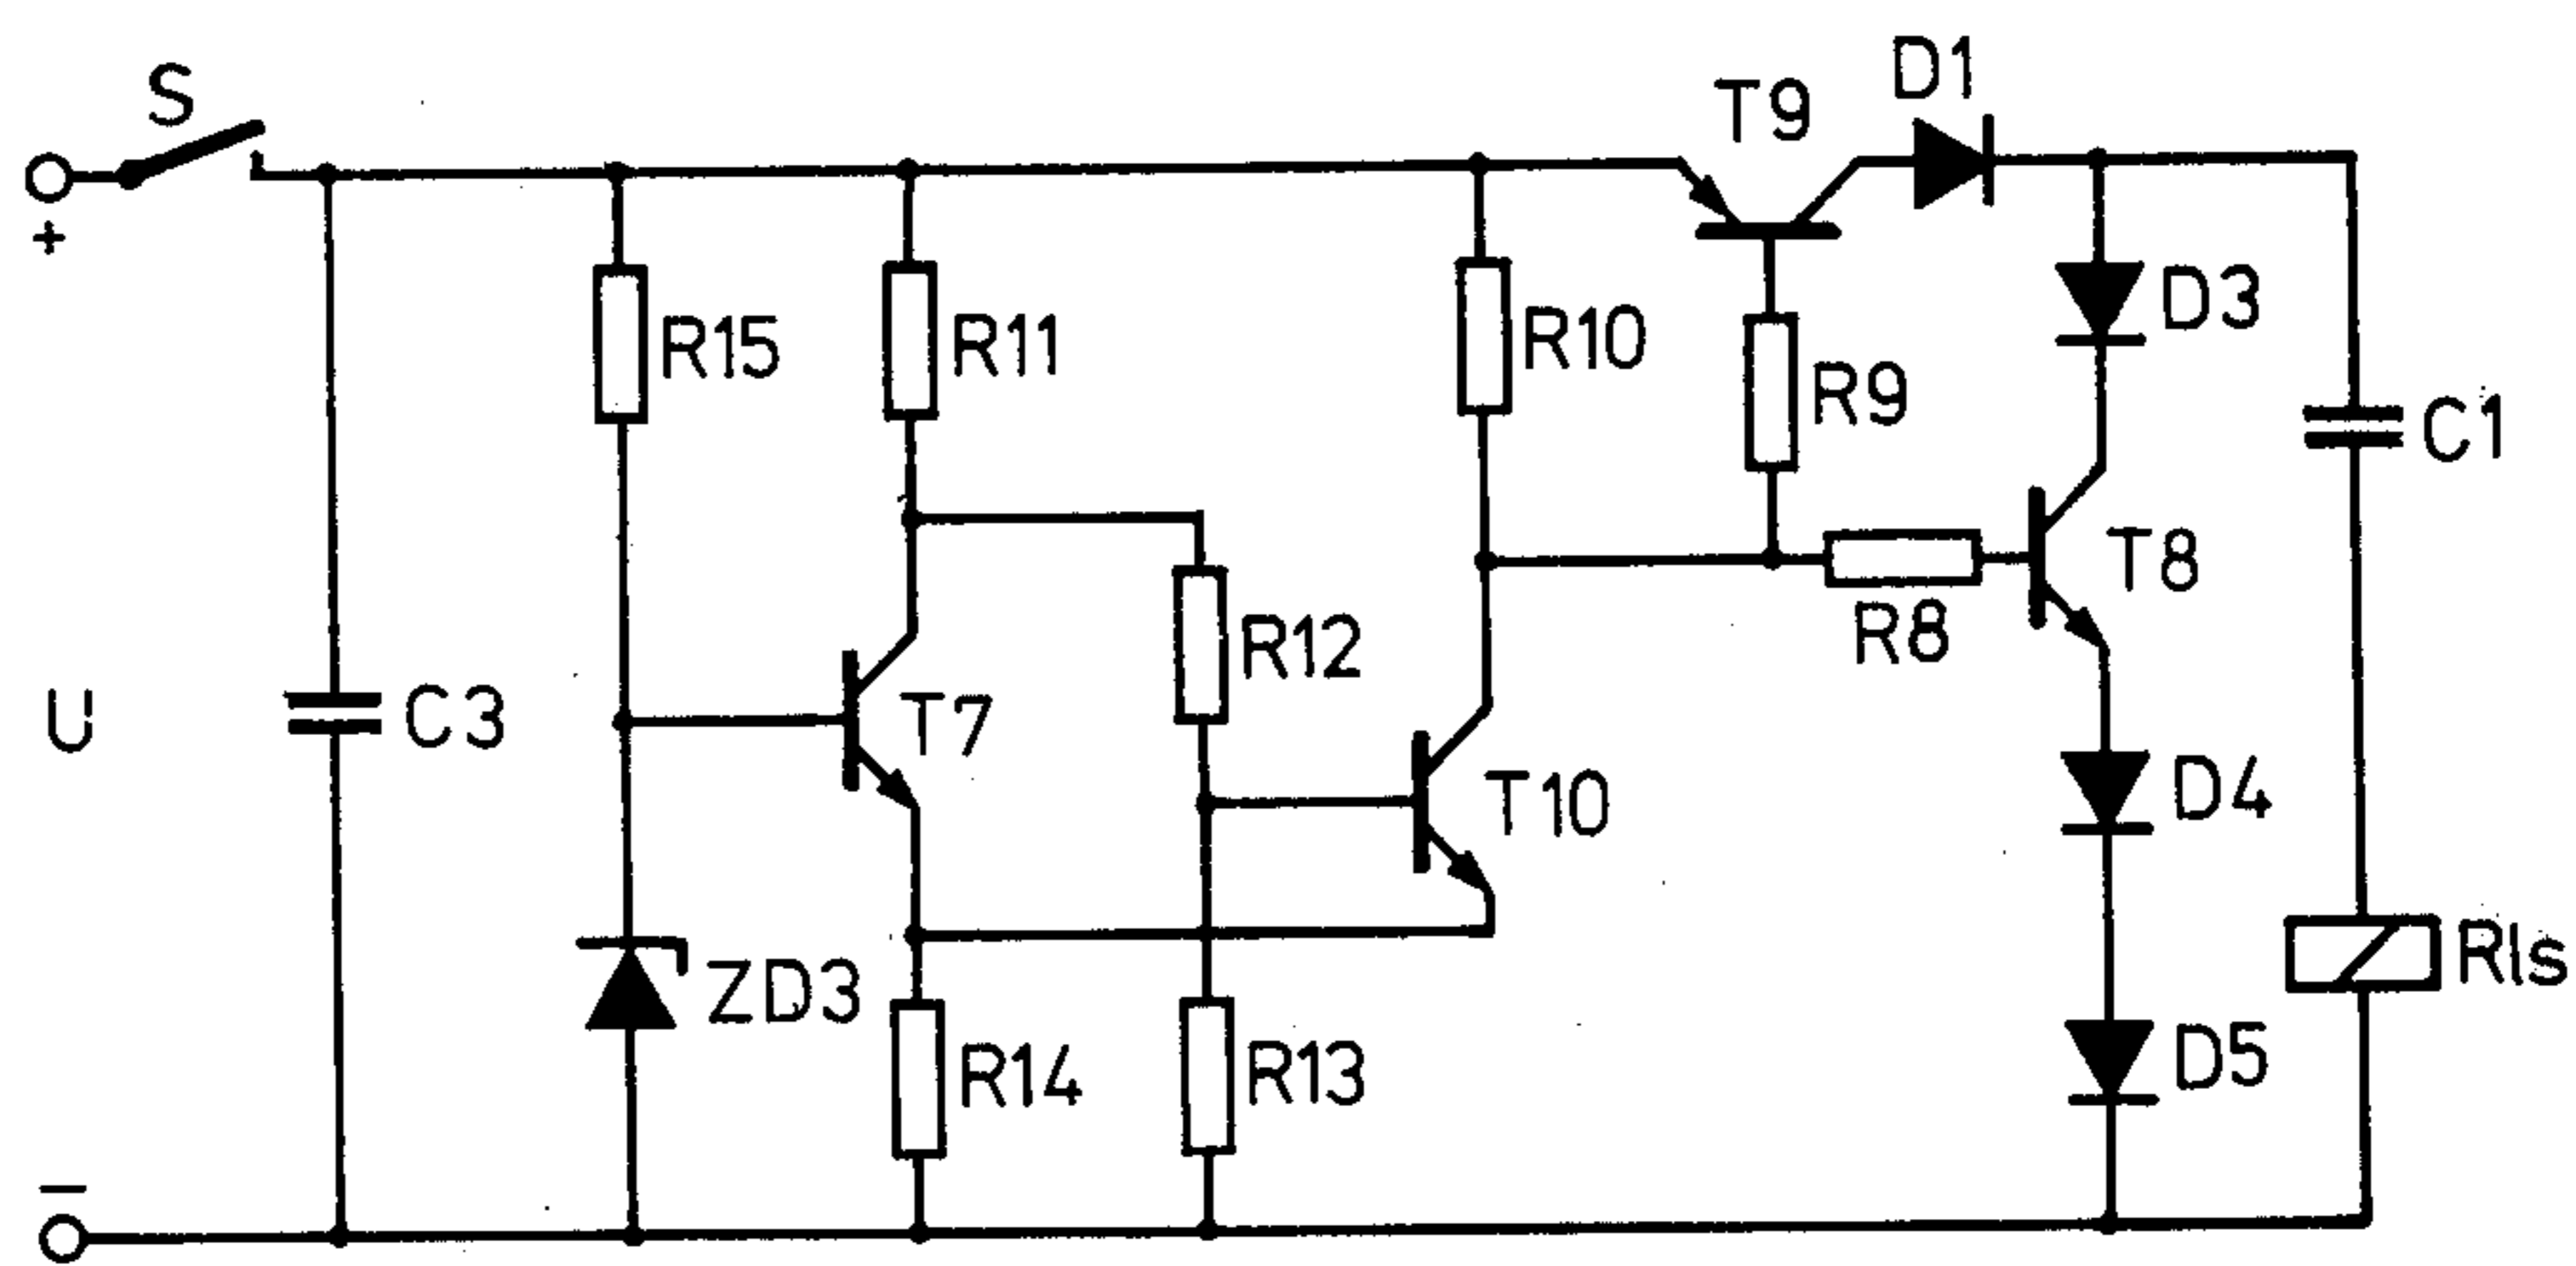 S
+
U
−
C3
R15
ZD3
R11
T7
R14
R12
R13
R10
T10
T9
R9
R8
D1
D3
T8
D4
D5
C1
Rls